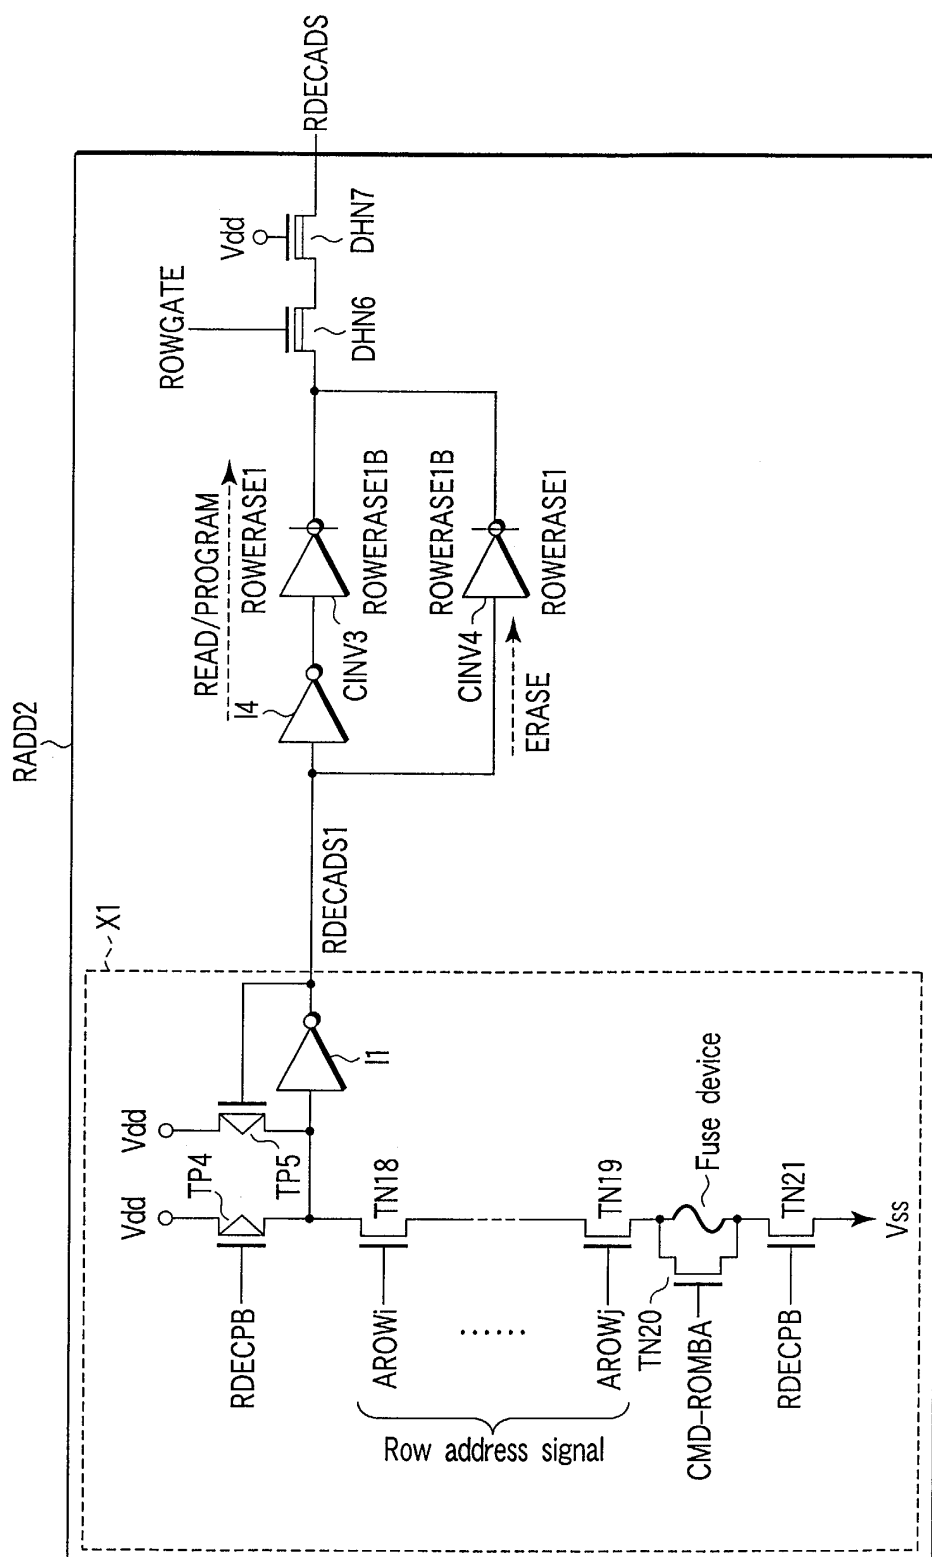 RADD2
X1
Vdd
TP4
RDECPB
Vdd
TP5
I1
TN18
AROWi
......
AROWj
TN19
Row address signal
TN20
CMD-ROMBA
Fuse device
TN21
RDECPB
Vss
RDECADS1
READ/PROGRAM
I4
ROWERASE1
CINV3
ROWERASE1B
CINV4
ROWERASE1B
ROWERASE1
ERASE
ROWGATE
DHN6
Vdd
DHN7
RDECADS